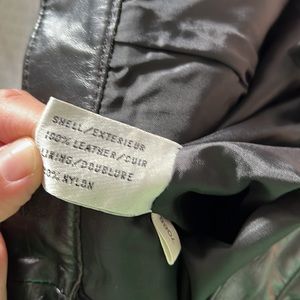 SHELL/EXTERIEUR
100% LEATHER/CUIR
LINING/DOUBLURE
100% NYLON